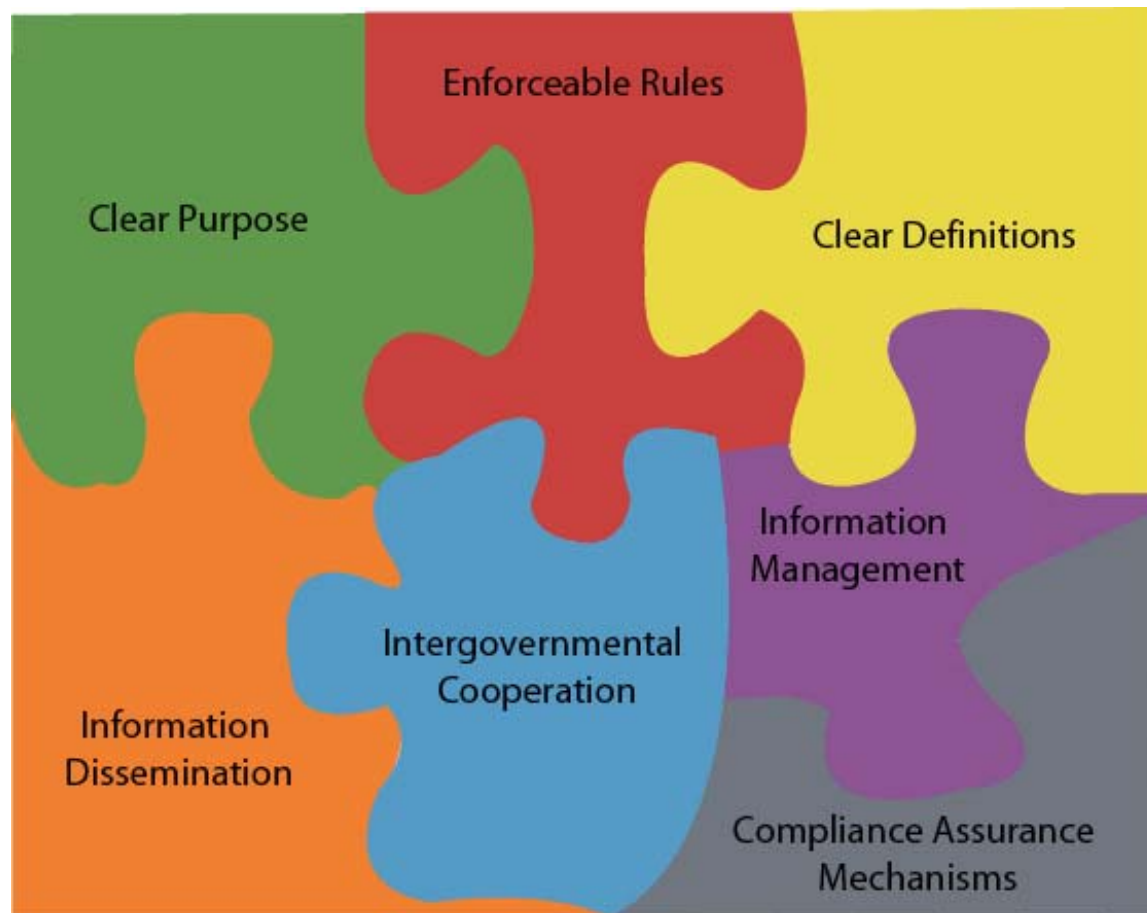 Enforceable Rules
Clear Purpose
Clear Definitions
Information
Management
Intergovernmental
Cooperation
Information
Dissemination
Compliance Assurance
Mechanisms